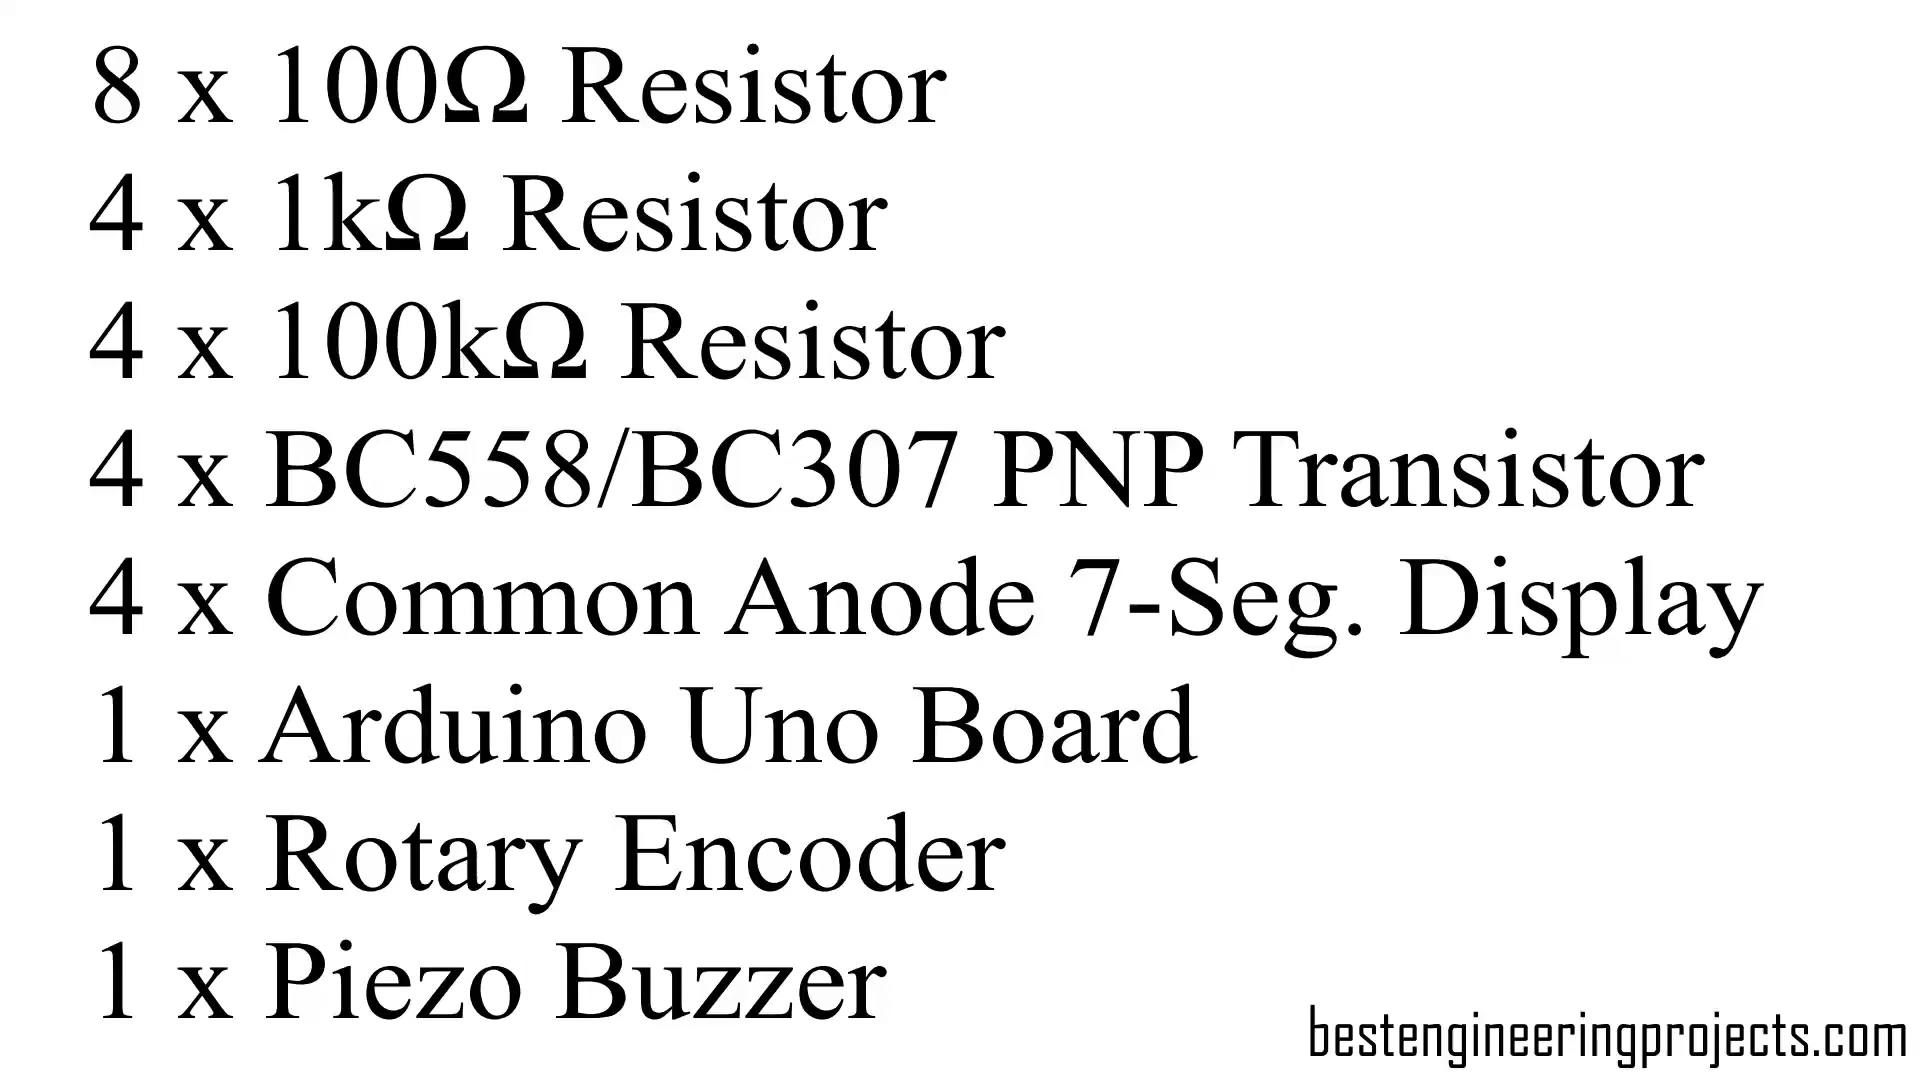 8 x 100Ω Resistor
4 x 1kΩ Resistor
4 x 100kΩ Resistor
4 x BC558/BC307 PNP Transistor
4 x Common Anode 7-Seg. Display
1 x Arduino Uno Board
1 x Rotary Encoder
1 x Piezo Buzzer
bestengineeringprojects.com